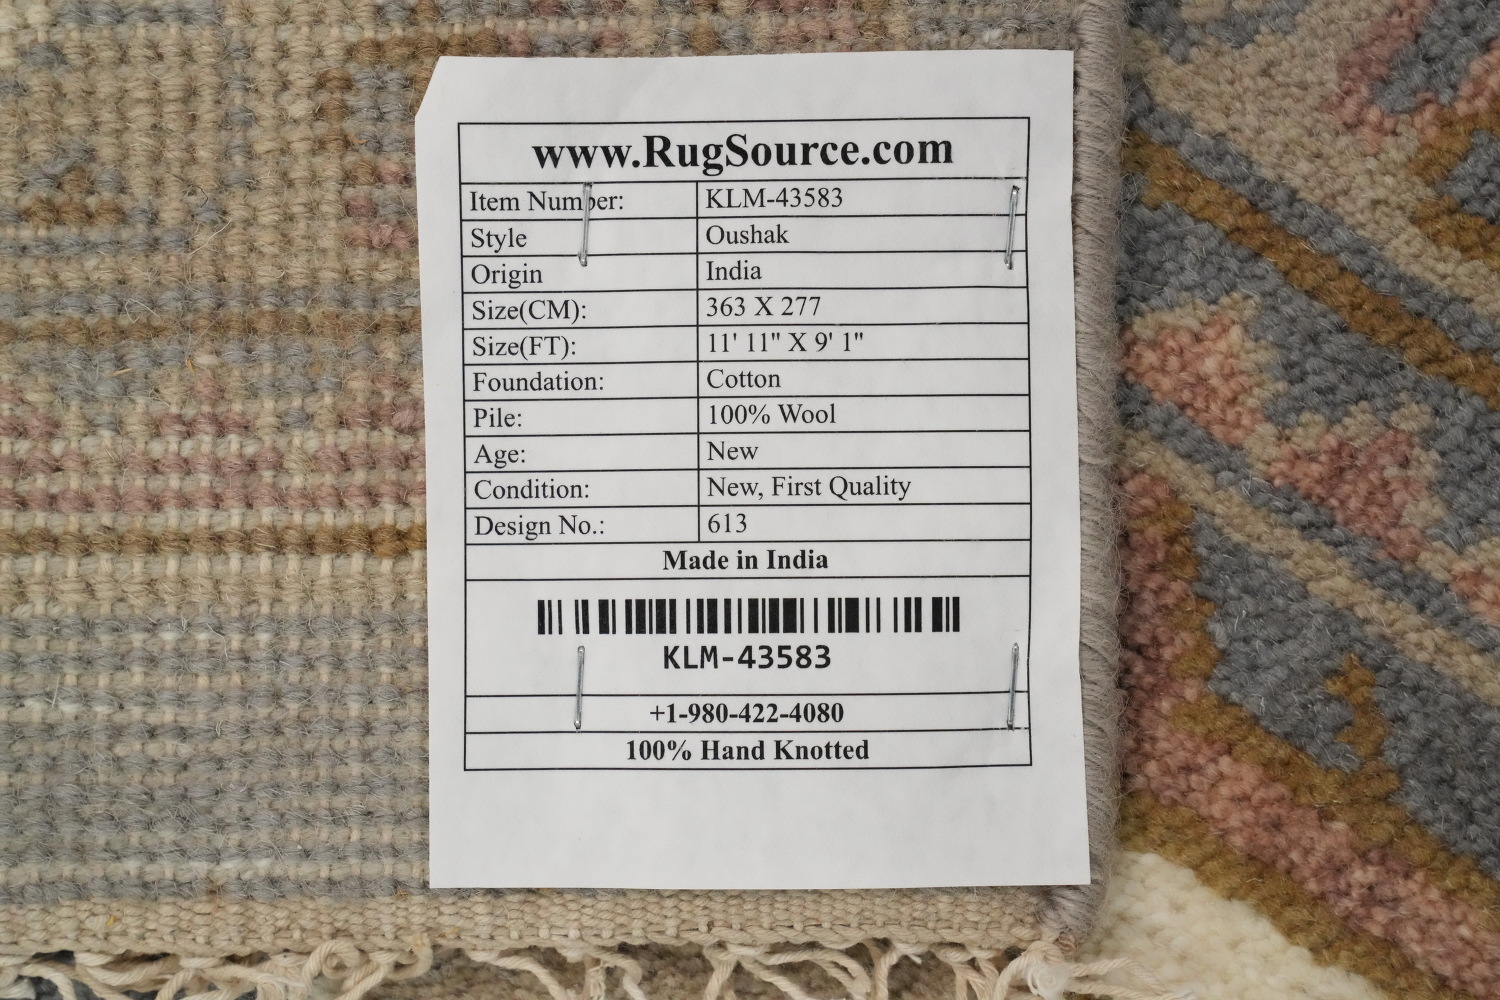 www.RugSource.com
Item Number: KLM-43583
Style Oushak
Origin India
Size(CM): 363 X 277
Size(FT): 11' 11" X 9' 1"
Foundation: Cotton
Pile: 100% Wool
Age: New
Condition: New, First Quality
Design No.: 613
Made in India
KLM-43583
+1-980-422-4080
100% Hand Knotted